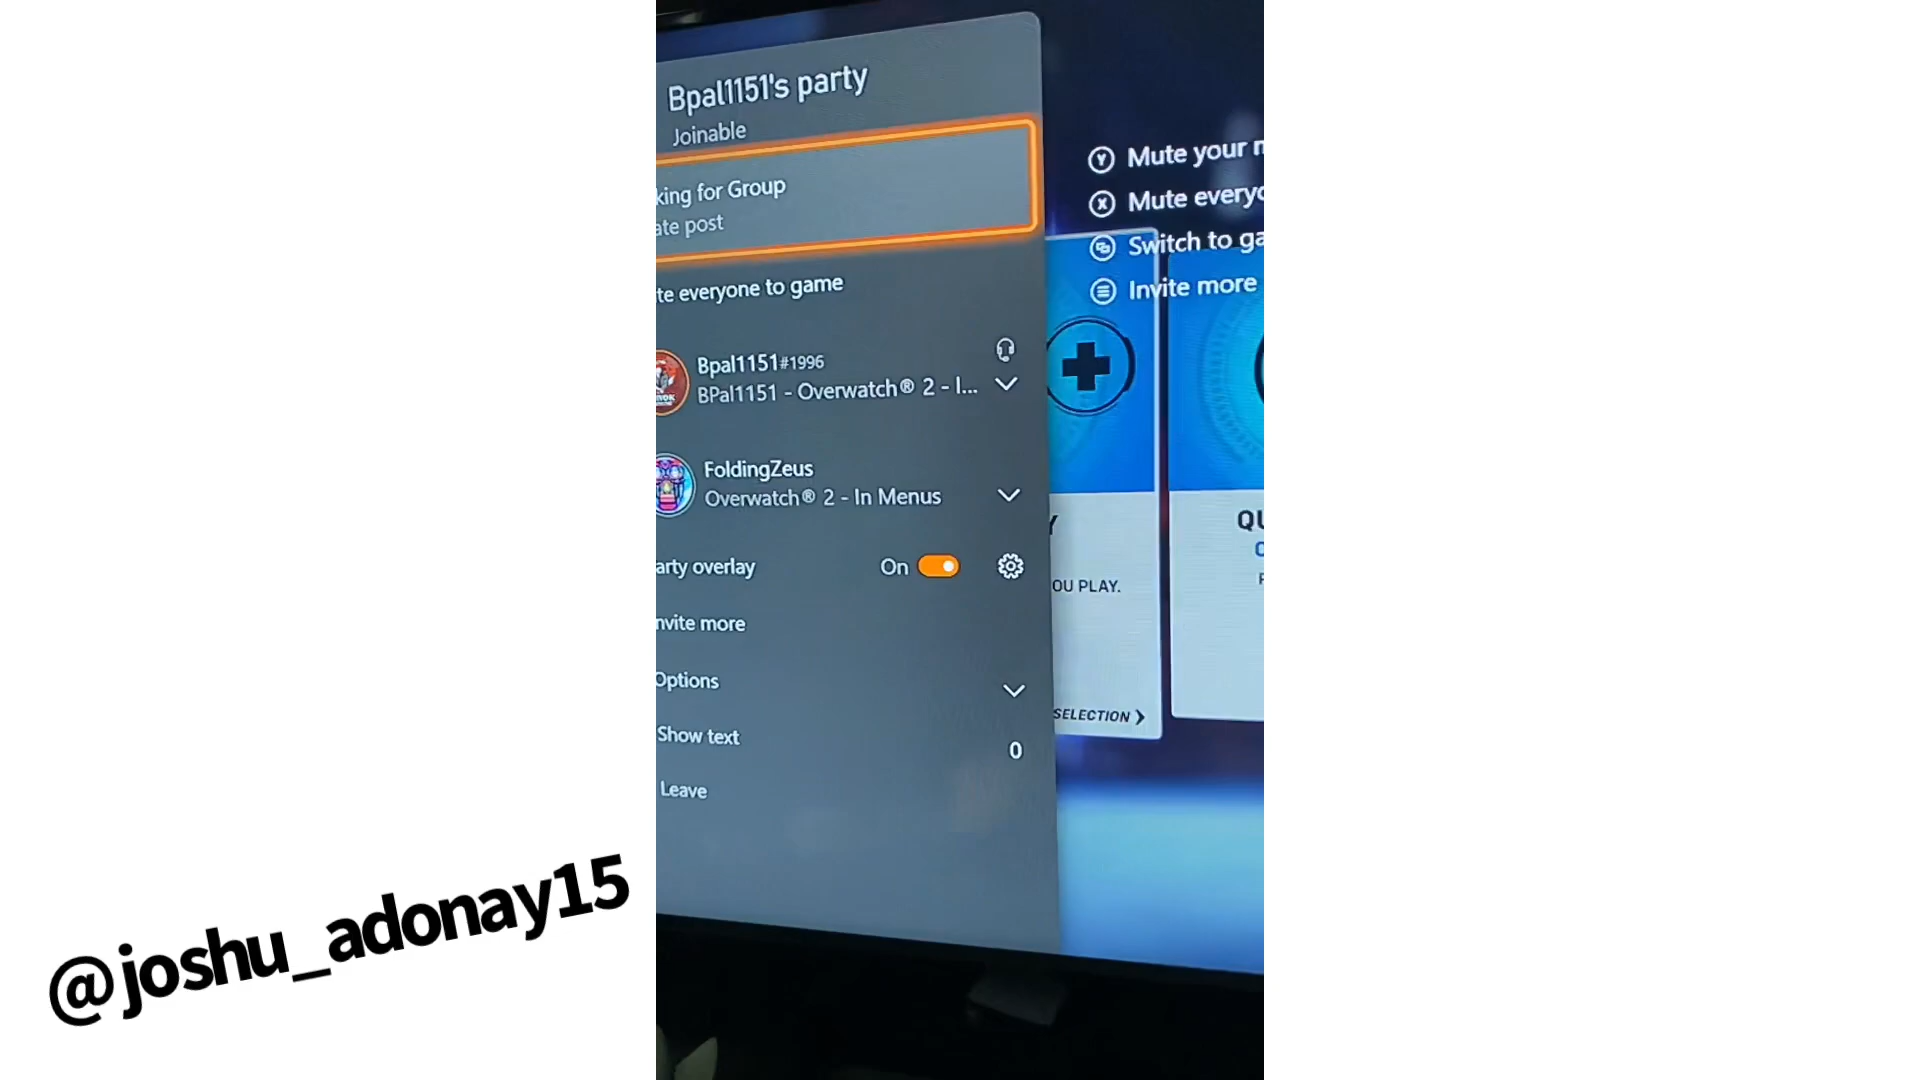 Bpal1151's party
Joinable
king for Group
ate post
te everyone to game
Bpal1151#1996
BPal1151 - Overwatch® 2 - I...
FoldingZeus
Overwatch® 2 - In Menus
arty overlay
On
nvite more
Options
Show text
0
Leave
Mute your
Mute everyo
Switch to ga
Invite more
Y
OU PLAY.
SELECTION
QU
@joshu_adonay15